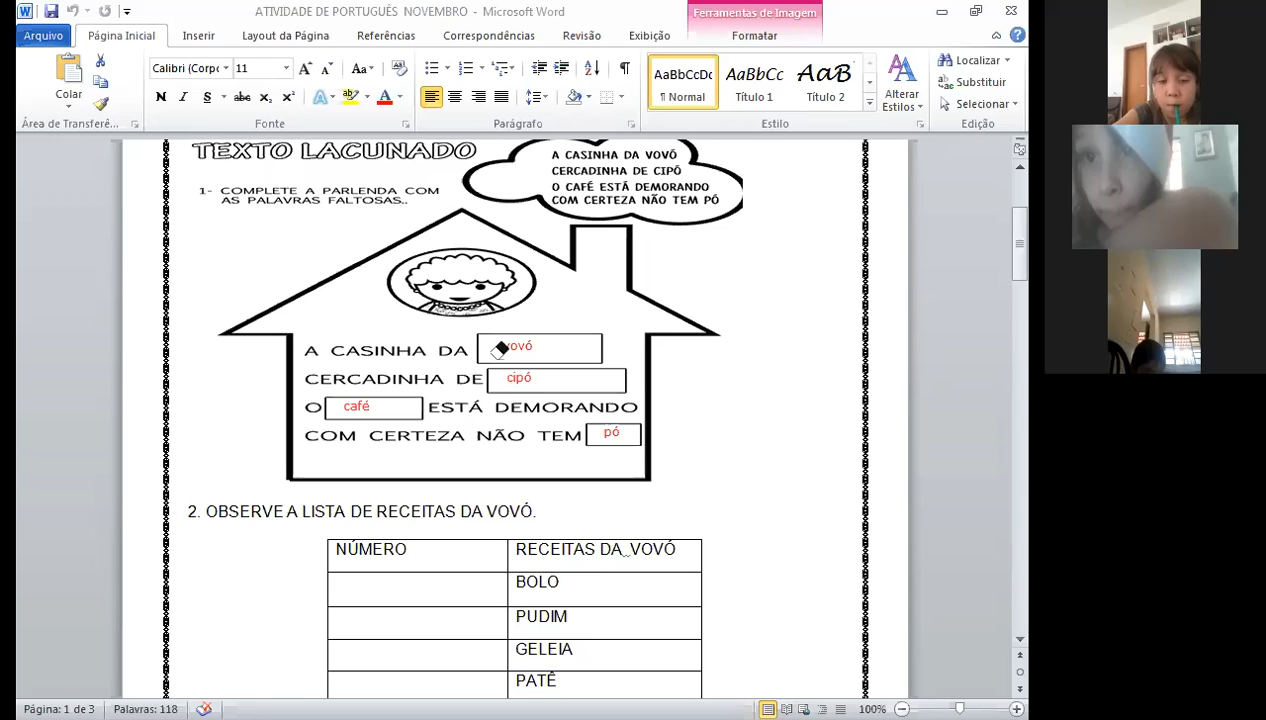 ATIVIDADE DE PORTUGUÊS NOVEMBRO - Microsoft Word
Ferramentas de Imagem
Arquivo
Página Inicial
Inserir
Layout da Página
Referências
Correspondências
Revisão
Exibição
Formatar
Colar
Calibri (Corpo
11
Aa
N I S abc x₂ x²
A
AaBbCcDc
AaBbCc
AaB
¶ Normal
Título 1
Título 2
Alterar
Estilos
Localizar
Substituir
Selecionar
Área de Transferê...
Fonte
Parágrafo
Estilo
Edição
TEXTO LACUNADO
1- COMPLETE A PARLENDA COM
AS PALAVRAS FALTOSAS..
A CASINHA DA VOVÓ
CERCADINHA DE CIPÓ
O CAFÉ ESTÁ DEMORANDO
COM CERTEZA NÃO TEM PÓ
A CASINHA DA vovó
CERCADINHA DE cipó
O café ESTÁ DEMORANDO
COM CERTEZA NÃO TEM pó
2. OBSERVE A LISTA DE RECEITAS DA VOVÓ.
NÚMERO RECEITAS DA VOVÓ
BOLO
PUDIM
GELEIA
PATÊ
Página: 1 de 3
Palavras: 118
100%